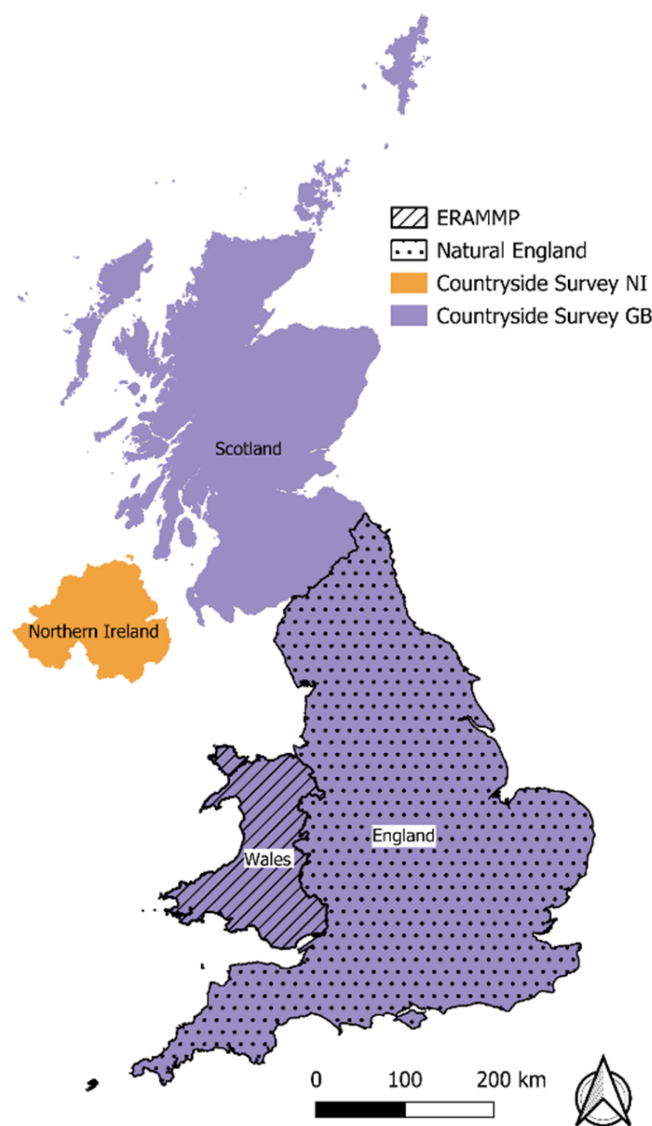 ERAMMP
Natural England
Countryside Survey NI
Countryside Survey GB
Scotland
Northern Ireland
England
Wales
0 100 200 km